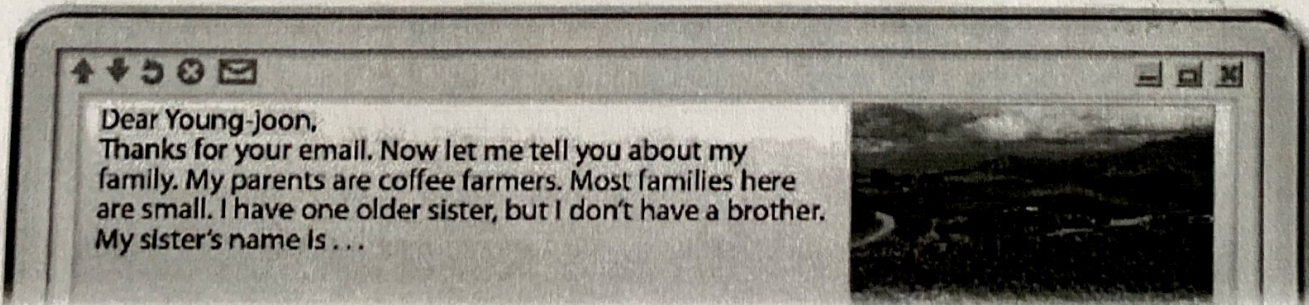 Dear Young-joon,
Thanks for your email. Now let me tell you about my
family. My parents are coffee farmers. Most families here
are small. I have one older sister, but I don't have a brother.
My sister's name is . . .